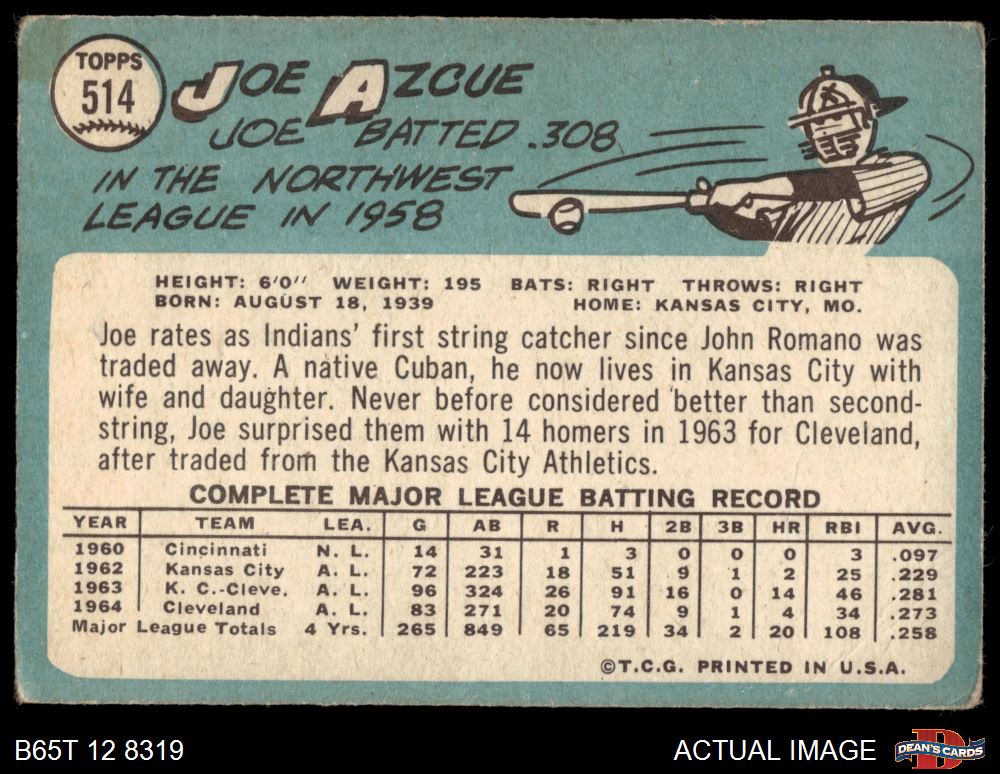 TOPPS
514
JOE AZCUE
JOE BATTED .308
IN THE NORTHWEST
LEAGUE IN 1958
HEIGHT: 6'0" WEIGHT: 195 BATS: RIGHT THROWS: RIGHT
BORN: AUGUST 18, 1939 HOME: KANSAS CITY, MO.
Joe rates as Indians' first string catcher since John Romano was
traded away. A native Cuban, he now lives in Kansas City with
wife and daughter. Never before considered better than second-
string, Joe surprised them with 14 homers in 1963 for Cleveland,
after traded from the Kansas City Athletics.
COMPLETE MAJOR LEAGUE BATTING RECORD
YEAR TEAM LEA. G AB R H 2B 3B HR RBI AVG.
1960 Cincinnati N. L. 14 31 1 3 0 0 0 3 .097
1962 Kansas City A. L. 72 223 18 51 9 1 2 25 .229
1963 K. C.-Cleve. A. L. 96 324 26 91 16 0 14 46 .281
1964 Cleveland A. L. 83 271 20 74 9 1 4 34 .273
Major League Totals 4 Yrs. 265 849 65 219 34 2 20 108 .258
©T.C.G. PRINTED IN U.S.A.
B65T 12 8319 ACTUAL IMAGE DEAN'S CARDS